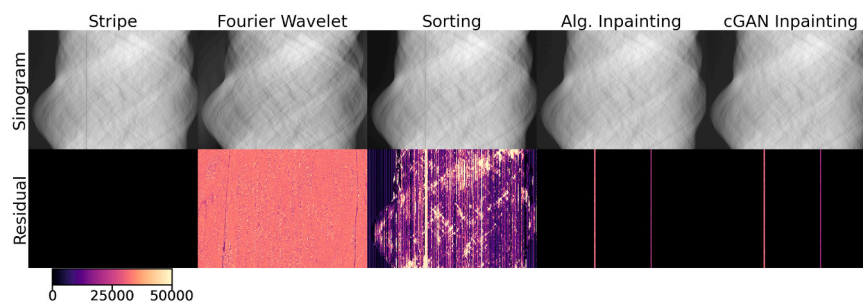 Stripe Fourier Wavelet Sorting Alg. Inpainting cGAN Inpainting
Sinogram
Residual
0 25000 50000